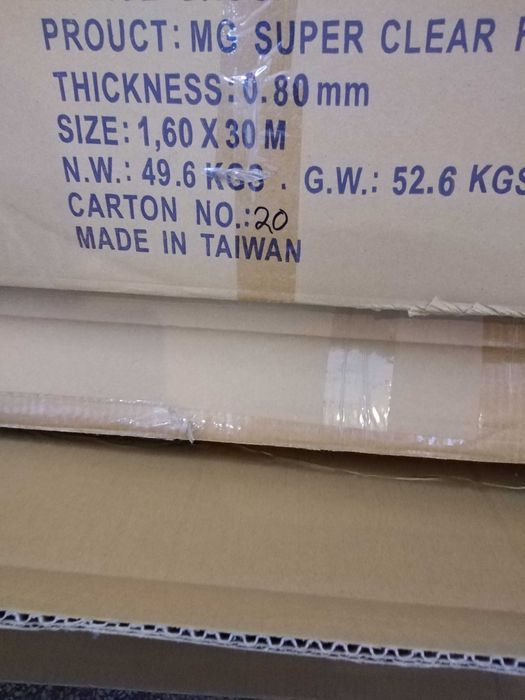 PROUCT: MG SUPER CLEAR
THICKNESS: 0.80 mm
SIZE: 1,60 X 30 M
N.W.: 49.6 KGS . G.W.: 52.6 KGS
CARTON NO.: 20
MADE IN TAIWAN